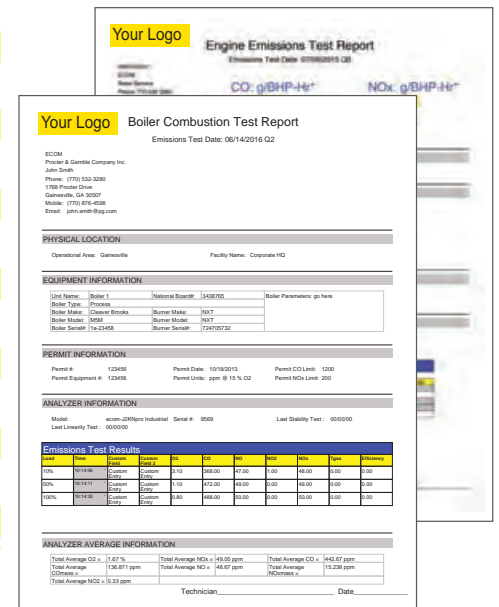 Your Logo
Engine Emissions Test Report
Emissions Test Date: 07/09/2015 Q3
ECOM
CO: g/BHP-Hr*
NOx: g/BHP-Hr*
Your Logo
Boiler Combustion Test Report
Emissions Test Date: 06/14/2016 Q2
ECOM
Procter & Gamble Company Inc.
John Smith
Phone: (770) 532-3280
1768 Procter Drive
Gainesville, GA 30507
Mobile: (770) 876-4598
Email: john.smith@pg.com
PHYSICAL LOCATION
Operational Area: Gainesville Facility Name: Corporate HQ
EQUIPMENT INFORMATION
Unit Name: Boiler 1 National Board#: 3438765 Boiler Parameters: go here
Boiler Type: Process
Boiler Make: Cleaver Brooks Burner Make: NXT
Boiler Model: M5M Burner Model: NXT
Boiler Serial#: 1a-23458 Burner Serial#: 724705732
PERMIT INFORMATION
Permit #: 123456 Permit Date: 10/18/2013 Permit CO Limit: 1200
Permit Equipment #: 123456 Permit Units: ppm @ 15 % O2 Permit NOx Limit: 200
ANALYZER INFORMATION
Model: ecom-J2KNpro Industrial Serial #: 9569 Last Stability Test : 00/00/00
Last Linearity Test : 00/00/00
Emissions Test Results
Load Time Custom Field Custom Field 2 O2 CO NO NO2 NOx Tgas Efficiency
10% 10:14:06 Custom Entry Custom Entry 3.10 368.00 47.00 1.00 48.00 0.00 0.00
50% 10:14:11 Custom Entry Custom Entry 1.10 472.00 49.00 0.00 49.00 0.00 0.00
100% 10:14:33 Custom Entry Custom Entry 0.80 488.00 50.00 0.00 50.00 0.00 0.00
ANALYZER AVERAGE INFORMATION
Total Average O2 = 1.67 % Total Average NOx = 49.00 ppm Total Average CO = 442.67 ppm
Total Average COmass = 136.871 ppm Total Average NO = 48.67 ppm Total Average NOxmass = 15.238 ppm
Total Average NO2 = 0.33 ppm
Technician Date